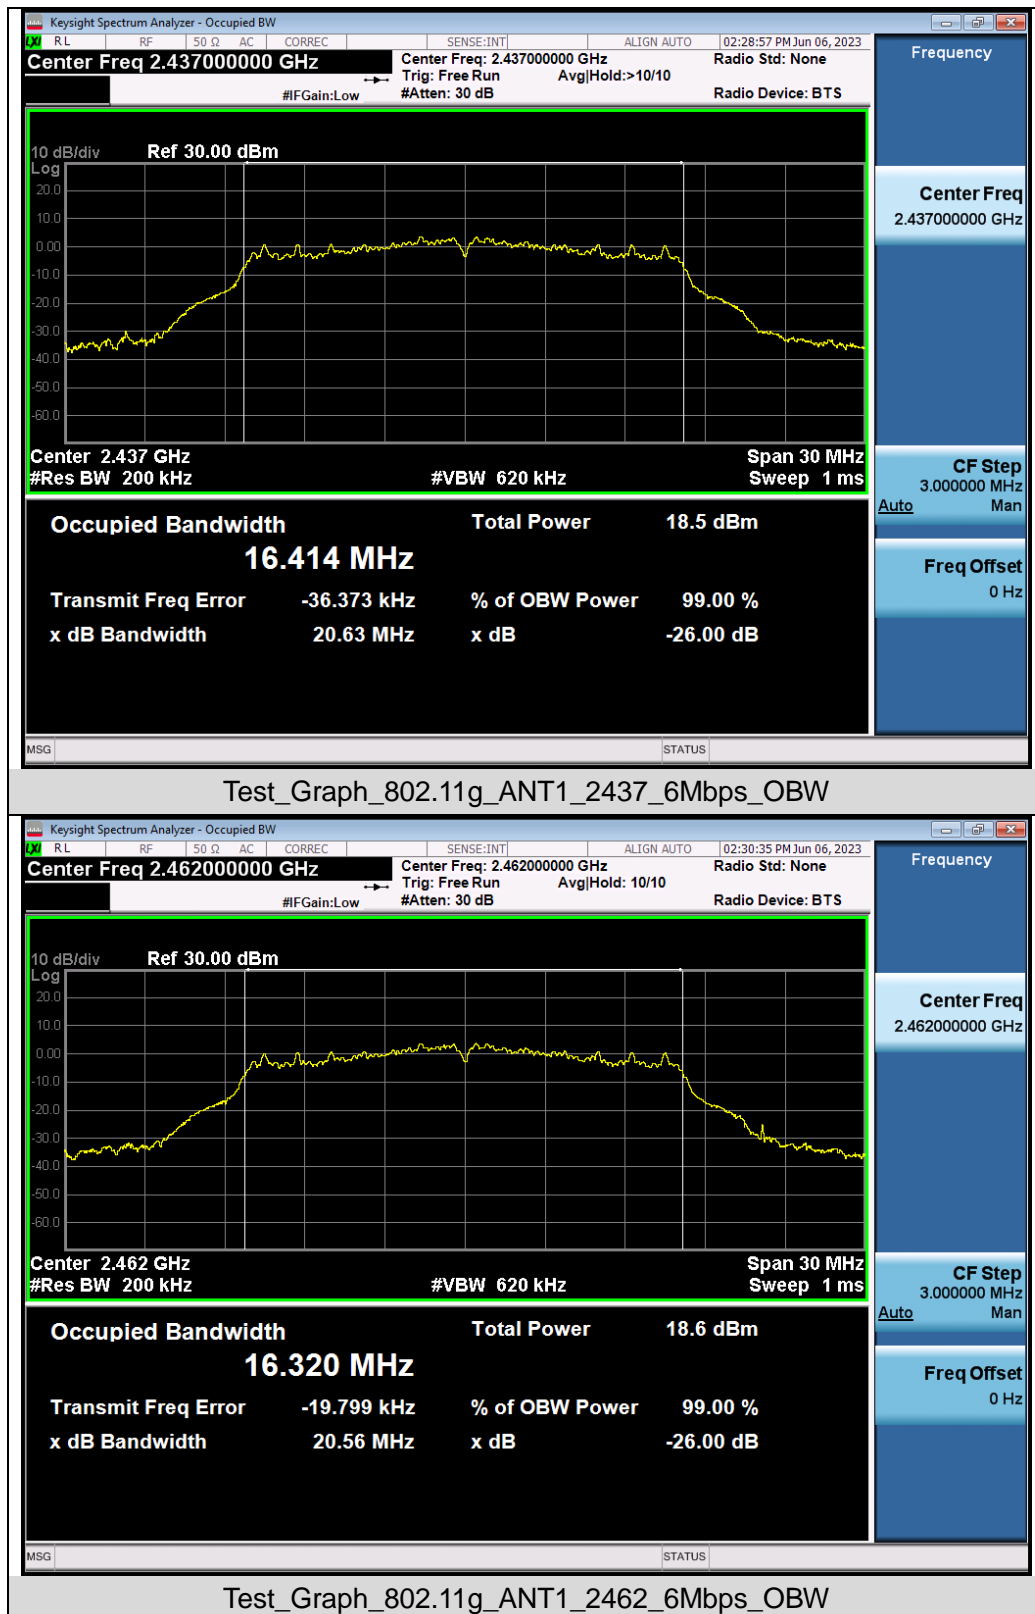 Keysight Spectrum Analyzer - Occupied BW
LXI RL RF 50 Ω AC CORREC SENSE:INT ALIGN AUTO 02:28:57 PM Jun 06, 2023
Center Freq 2.437000000 GHz
Center Freq: 2.437000000 GHz
Radio Std: None
Trig: Free Run Avg|Hold:>10/10
#IFGain:Low
#Atten: 30 dB
Radio Device: BTS
Frequency
10 dB/div Ref 30.00 dBm
Log
20.0
10.0
0.00
-10.0
-20.0
-30.0
-40.0
-50.0
-60.0
Center 2.437 GHz Span 30 MHz
#Res BW 200 kHz #VBW 620 kHz Sweep 1 ms
Center Freq
2.437000000 GHz
CF Step
3.000000 MHz
Auto Man
Freq Offset
0 Hz
Occupied Bandwidth Total Power 18.5 dBm
16.414 MHz
Transmit Freq Error -36.373 kHz % of OBW Power 99.00 %
x dB Bandwidth 20.63 MHz x dB -26.00 dB
MSG STATUS
Test_Graph_802.11g_ANT1_2437_6Mbps_OBW
Keysight Spectrum Analyzer - Occupied BW
LXI RL RF 50 Ω AC CORREC SENSE:INT ALIGN AUTO 02:30:35 PM Jun 06, 2023
Center Freq 2.462000000 GHz
Center Freq: 2.462000000 GHz
Radio Std: None
Trig: Free Run Avg|Hold: 10/10
#IFGain:Low
#Atten: 30 dB
Radio Device: BTS
Frequency
10 dB/div Ref 30.00 dBm
Log
20.0
10.0
0.00
-10.0
-20.0
-30.0
-40.0
-50.0
-60.0
Center 2.462 GHz Span 30 MHz
#Res BW 200 kHz #VBW 620 kHz Sweep 1 ms
Center Freq
2.462000000 GHz
CF Step
3.000000 MHz
Auto Man
Freq Offset
0 Hz
Occupied Bandwidth Total Power 18.6 dBm
16.320 MHz
Transmit Freq Error -19.799 kHz % of OBW Power 99.00 %
x dB Bandwidth 20.56 MHz x dB -26.00 dB
MSG STATUS
Test_Graph_802.11g_ANT1_2462_6Mbps_OBW